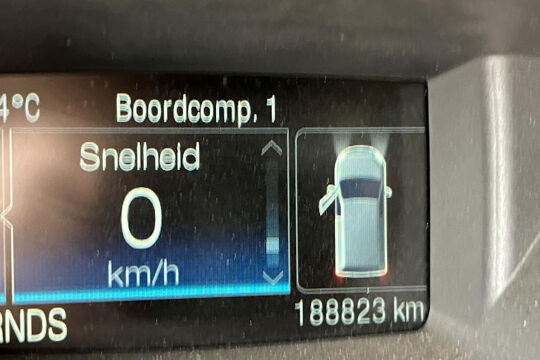 4°C
Boordcomp. 1
Snelheid
0
km/h
188823 km
RNDS